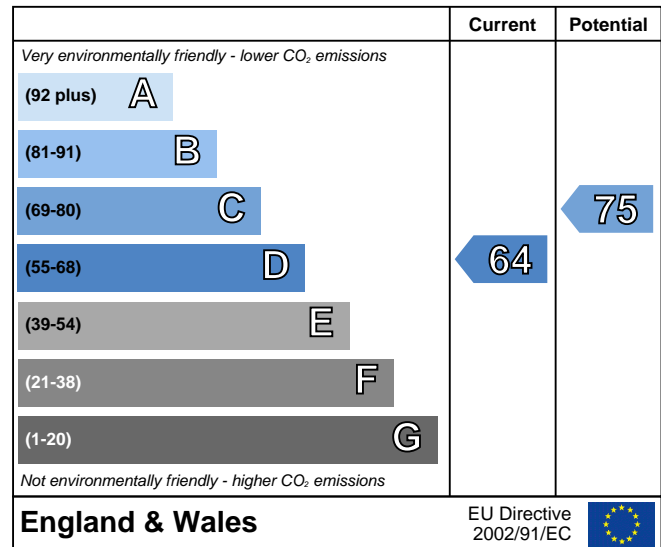 Current Potential
Very environmentally friendly - lower CO₂ emissions
(92 plus) A
(81-91) B
(69-80) C
75
(55-68) D
64
(39-54) E
(21-38) F
(1-20) G
Not environmentally friendly - higher CO₂ emissions
England & Wales
EU Directive
2002/91/EC